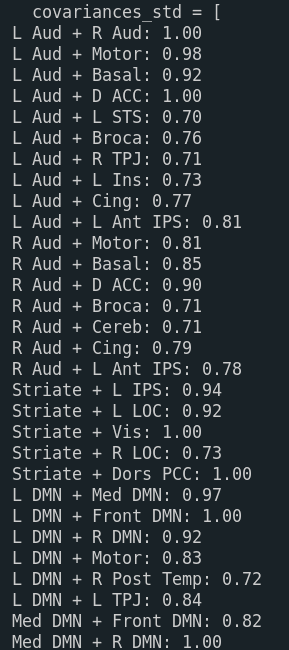 covariances_std = [
L Aud + R Aud: 1.00
L Aud + Motor: 0.98
L Aud + Basal: 0.92
L Aud + D ACC: 1.00
L Aud + L STS: 0.70
L Aud + Broca: 0.76
L Aud + R TPJ: 0.71
L Aud + L Ins: 0.73
L Aud + Cing: 0.77
L Aud + L Ant IPS: 0.81
R Aud + Motor: 0.81
R Aud + Basal: 0.85
R Aud + D ACC: 0.90
R Aud + Broca: 0.71
R Aud + Cereb: 0.71
R Aud + Cing: 0.79
R Aud + L Ant IPS: 0.78
Striate + L IPS: 0.94
Striate + L LOC: 0.92
Striate + Vis: 1.00
Striate + R LOC: 0.73
Striate + Dors PCC: 1.00
L DMN + Med DMN: 0.97
L DMN + Front DMN: 1.00
L DMN + R DMN: 0.92
L DMN + Motor: 0.83
L DMN + R Post Temp: 0.72
L DMN + L TPJ: 0.84
Med DMN + Front DMN: 0.82
Med DMN + R DMN: 1.00